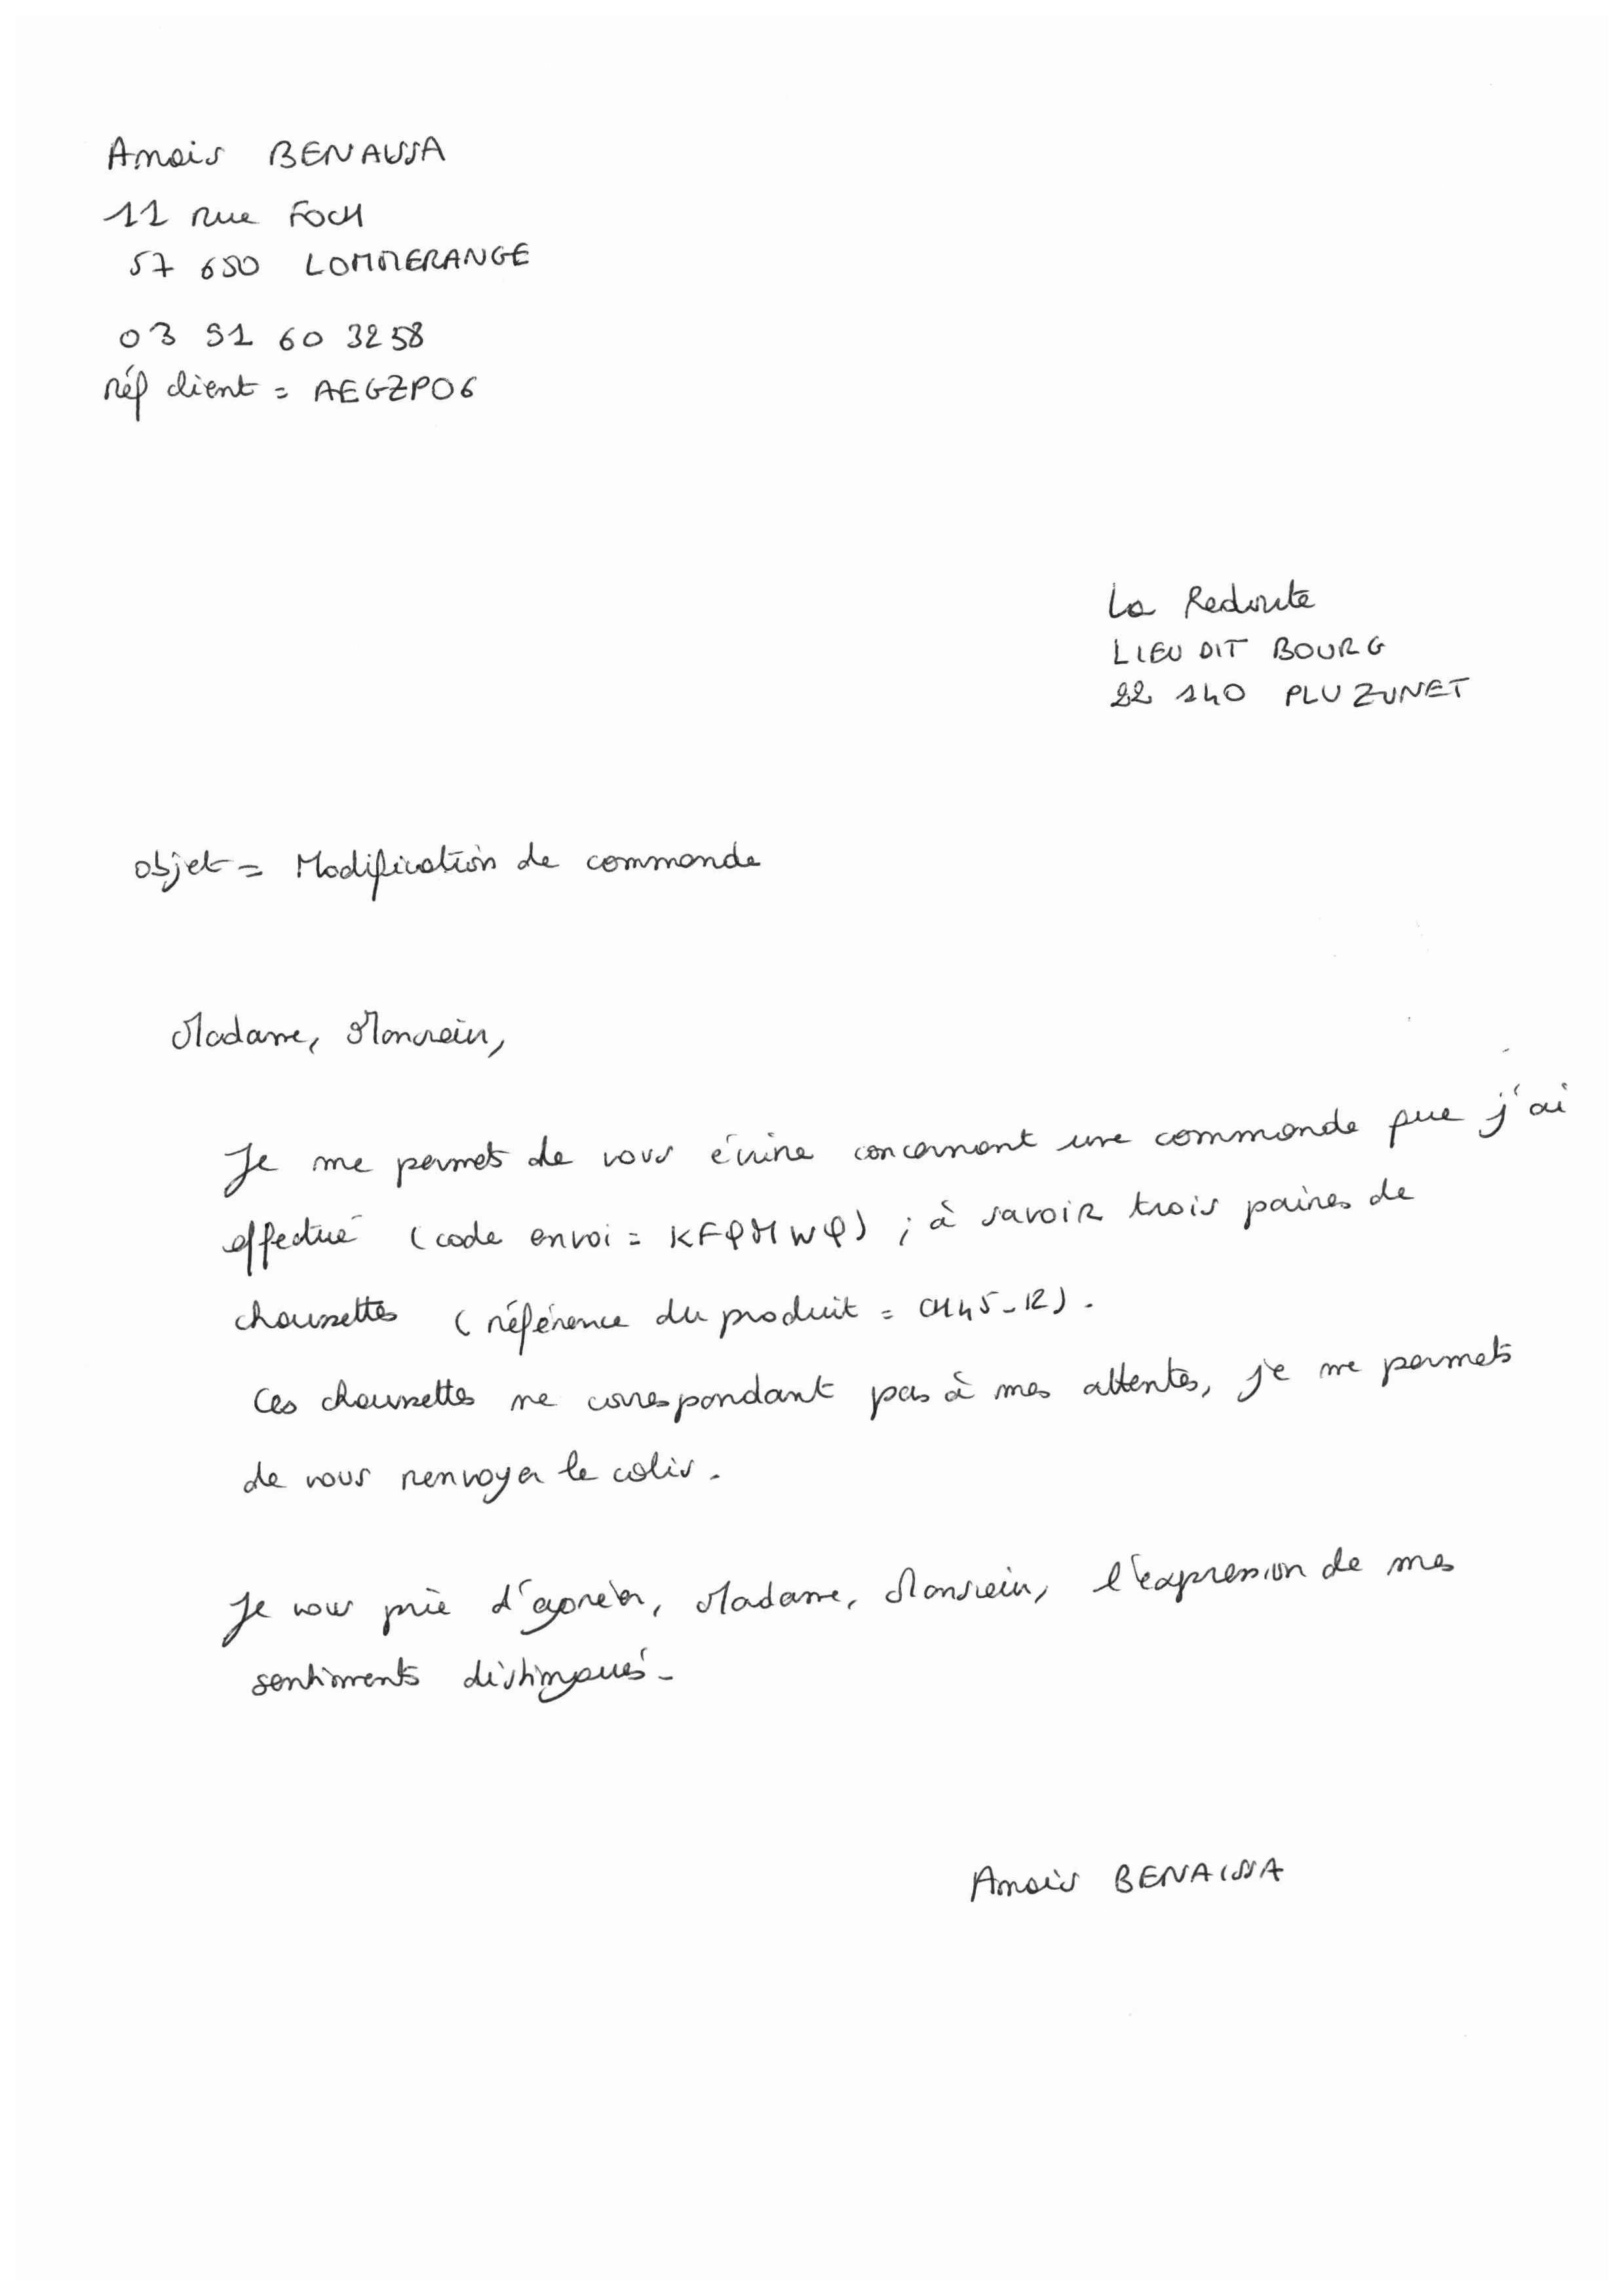 Anais BENAISSA
11 rue FOCH
57 650 LOMMERANGE
03 91 60 32 58
réf client = AEGZP06
La Redoute
LIEU DIT BOURG
22 140 PLUZUNET
objet = Modification de commande
Madame, Monsieur,
Je me permets de vous écrire concernant une commande que j'ai
effectué (code envoi = KFQMWQ) ; à savoir trois paires de
chaussettes (référence du produit = CH45-12).
Ces chaussettes ne correspondant pas à mes attentes, je me permets
de vous renvoyer le colis.
Je vous prie d'agréer, Madame, Monsieur, l'expression de mes
sentiments distingués.
Anais BENAISSA